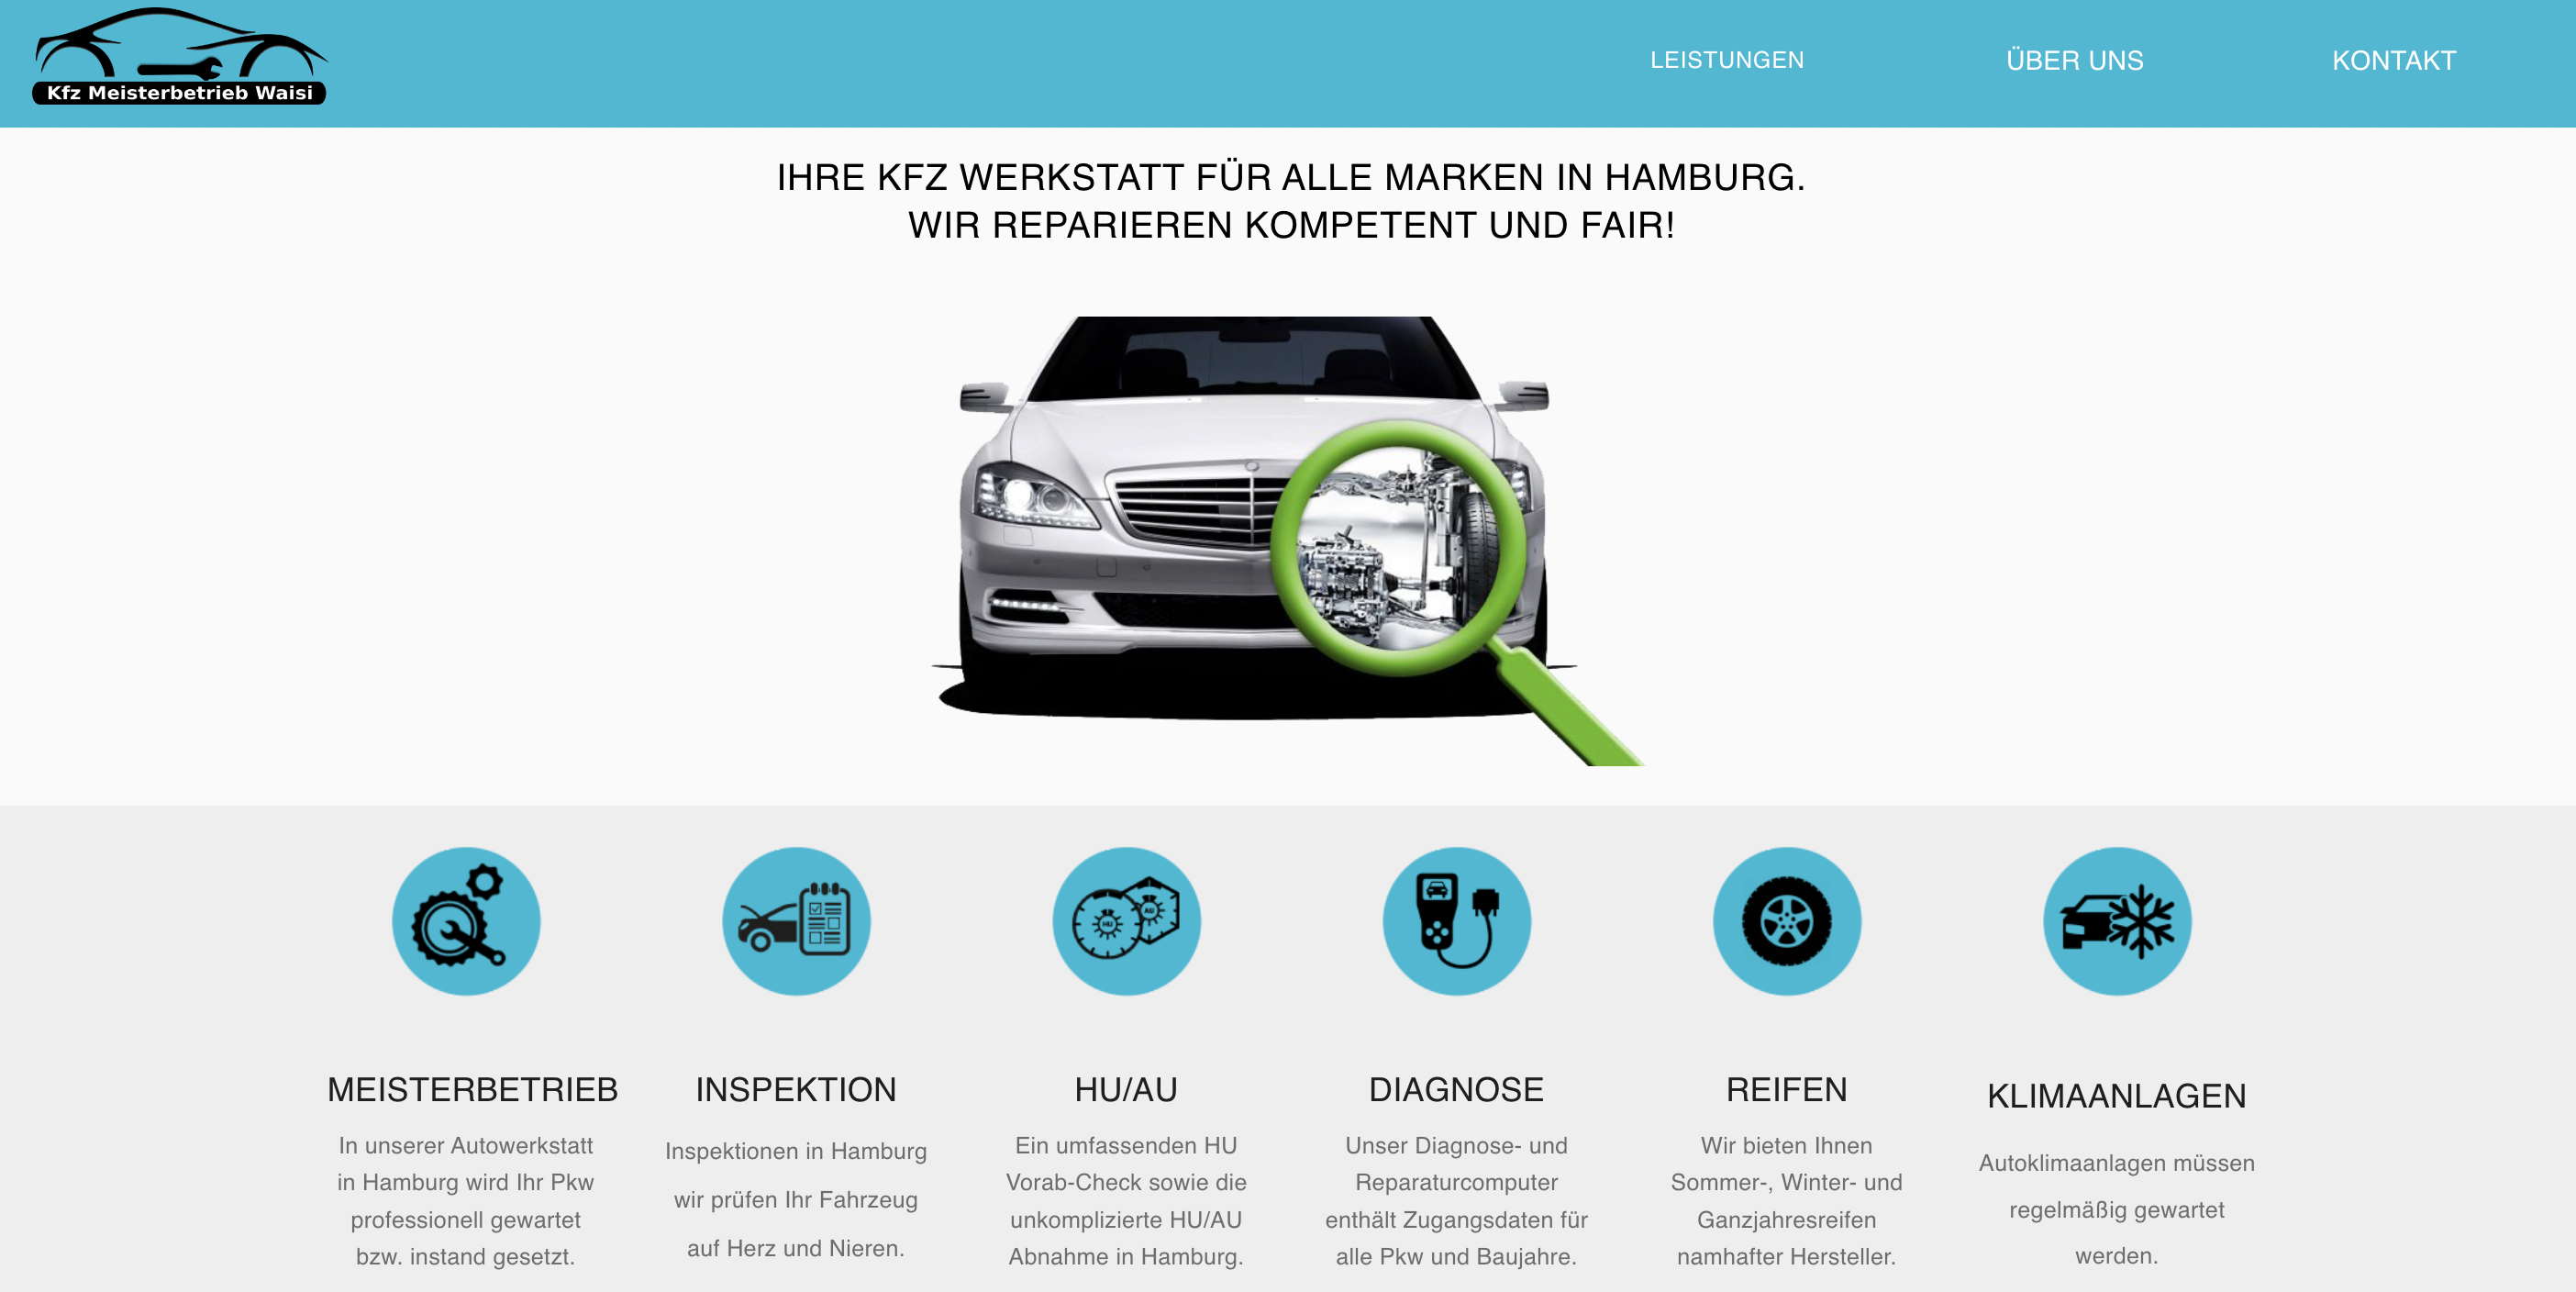 Kfz Meisterbetrieb Waisi
LEISTUNGEN
ÜBER UNS
KONTAKT
IHRE KFZ WERKSTATT FÜR ALLE MARKEN IN HAMBURG.
WIR REPARIEREN KOMPETENT UND FAIR!
HU
AU
MEISTERBETRIEB
In unserer Autowerkstatt
in Hamburg wird Ihr Pkw
professionell gewartet
bzw. instand gesetzt.
INSPEKTION
Inspektionen in Hamburg
wir prüfen Ihr Fahrzeug
auf Herz und Nieren.
HU/AU
Ein umfassenden HU
Vorab-Check sowie die
unkomplizierte HU/AU
Abnahme in Hamburg.
DIAGNOSE
Unser Diagnose- und
Reparaturcomputer
enthält Zugangsdaten für
alle Pkw und Baujahre.
REIFEN
Wir bieten Ihnen
Sommer-, Winter- und
Ganzjahresreifen
namhafter Hersteller.
KLIMAANLAGEN
Autoklimaanlagen müssen
regelmäßig gewartet
werden.